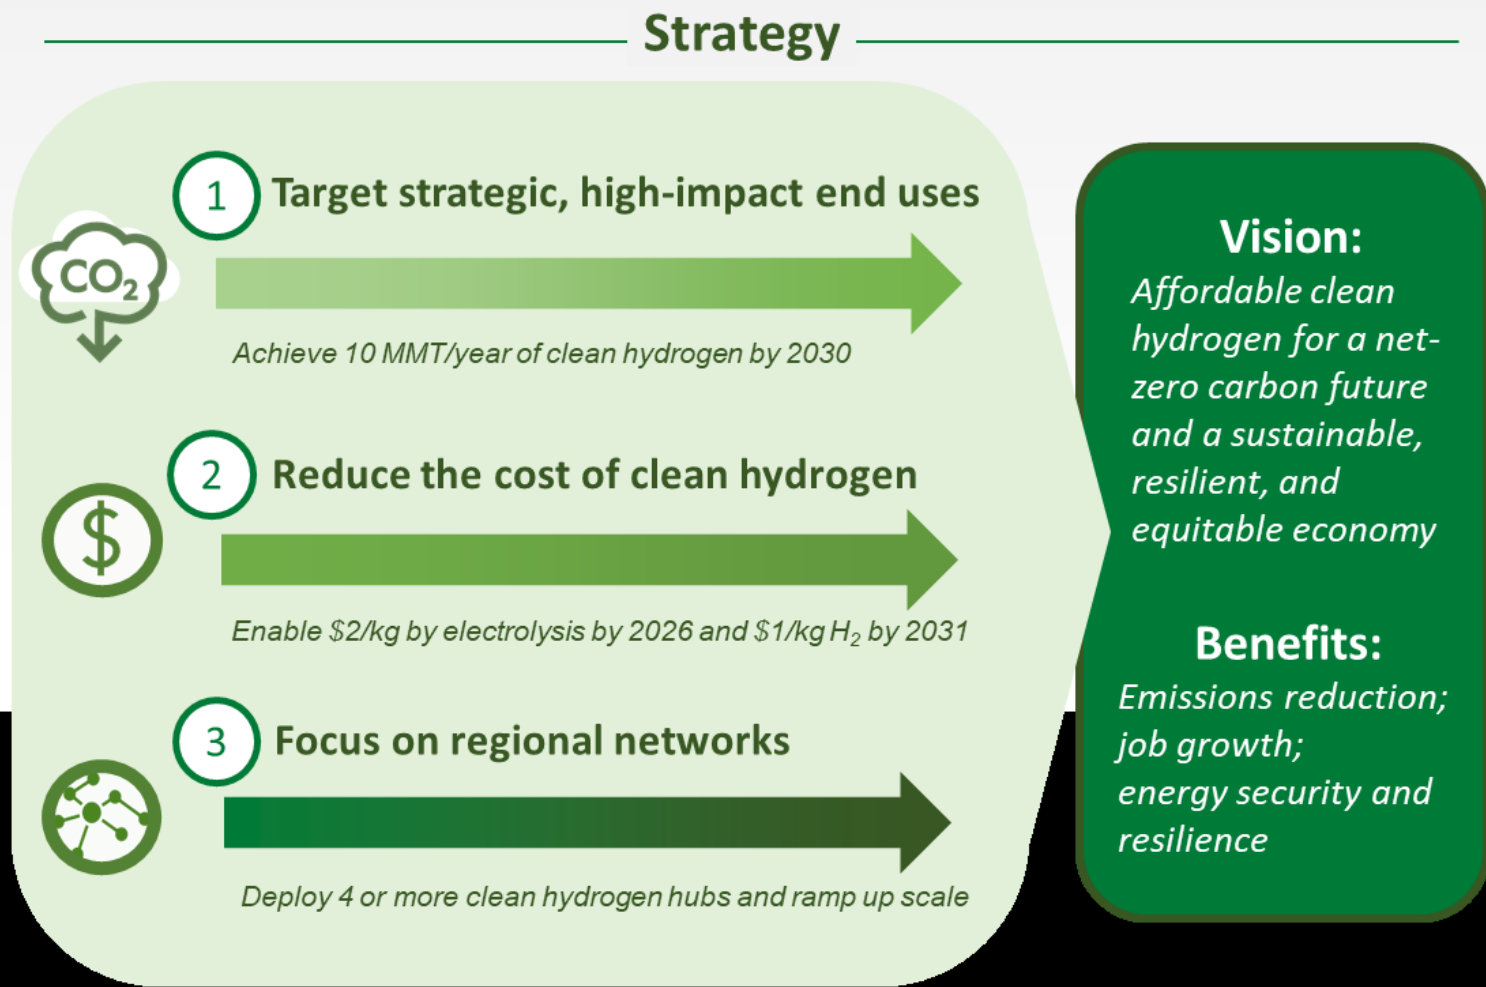 Strategy
1
Target strategic, high-impact end uses
CO₂
Achieve 10 MMT/year of clean hydrogen by 2030
2
Reduce the cost of clean hydrogen
$
Enable $2/kg by electrolysis by 2026 and $1/kg H₂ by 2031
3
Focus on regional networks
Deploy 4 or more clean hydrogen hubs and ramp up scale
Vision:
Affordable clean
hydrogen for a net-
zero carbon future
and a sustainable,
resilient, and
equitable economy
Benefits:
Emissions reduction;
job growth;
energy security and
resilience